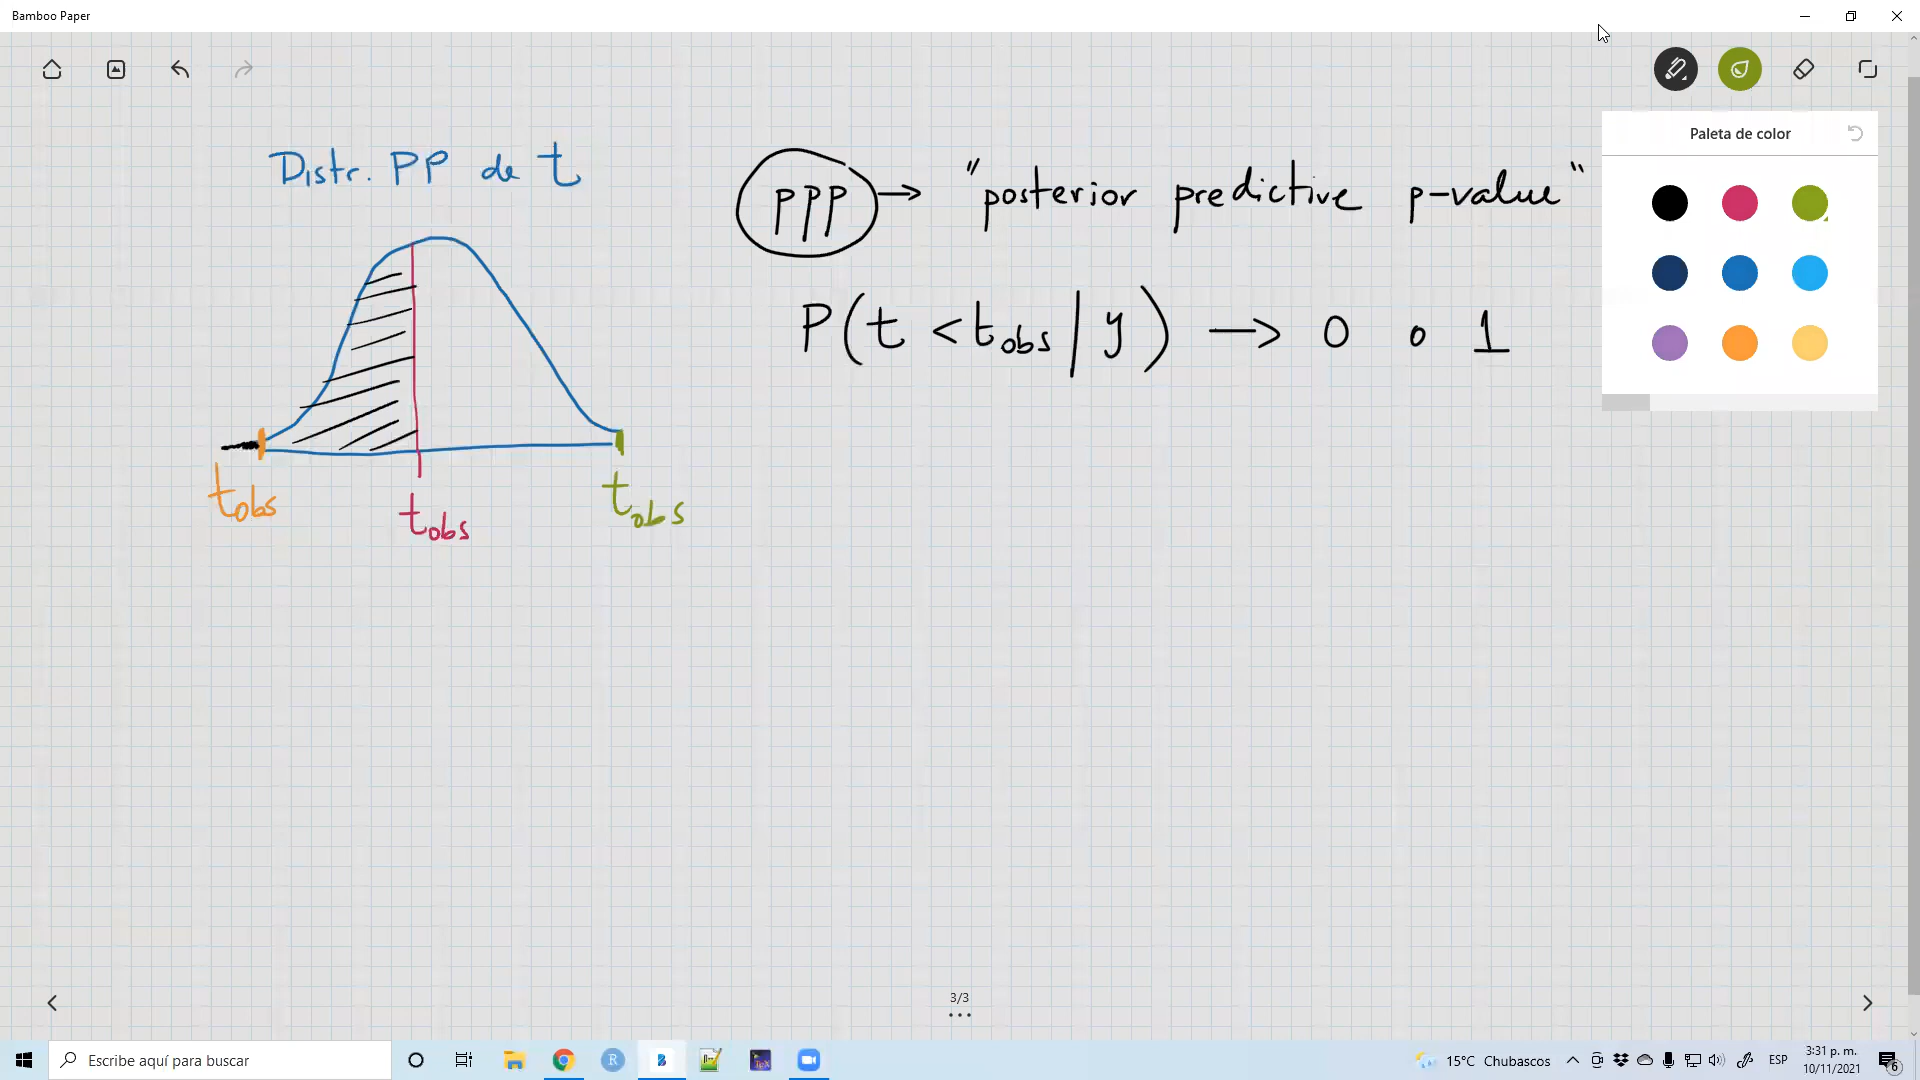 Bamboo Paper
Paleta de color
Distr. PP de t
ppp → "posterior predictive p-value"
P(t < tobs | y) → 0 o 1
tobs
tobs
tobs
3/3
Escribe aquí para buscar
15°C Chubascos
ESP
3:31 p. m.
10/11/2021
6